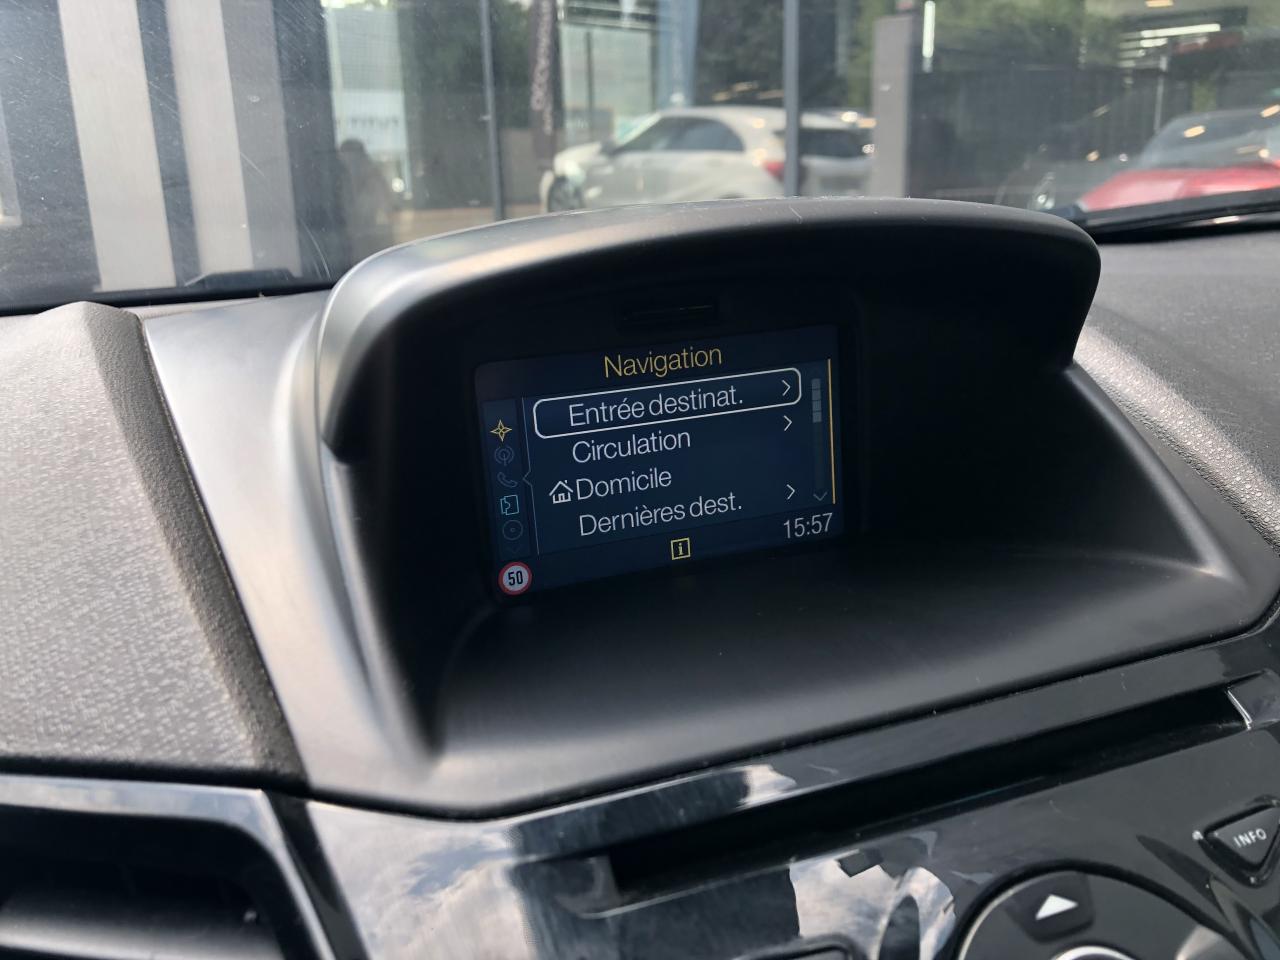 Navigation
Entrée destinat.
Circulation
Domicile
Dernières dest.
15:57
50
INFO